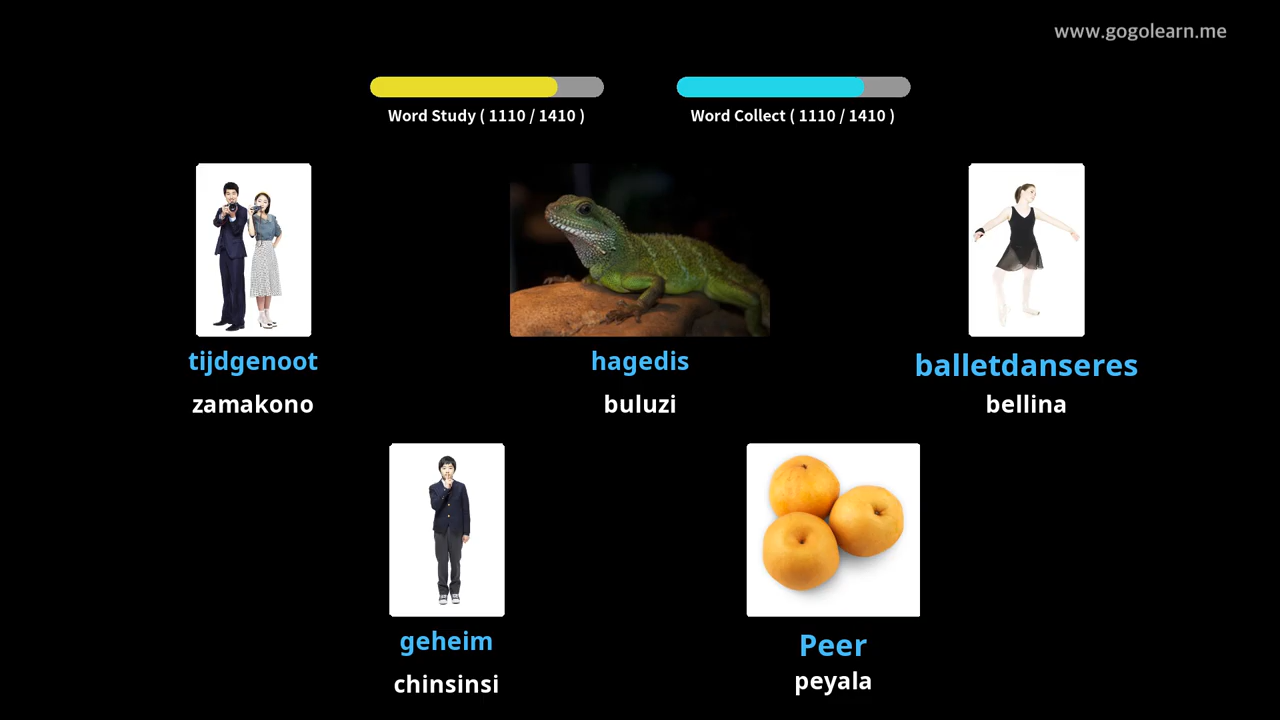 www.gogolearn.me
Word Study ( 1110 / 1410 )
Word Collect ( 1110 / 1410 )
tijdgenoot
zamakono
hagedis
buluzi
balletdanseres
bellina
geheim
chinsinsi
Peer
peyala